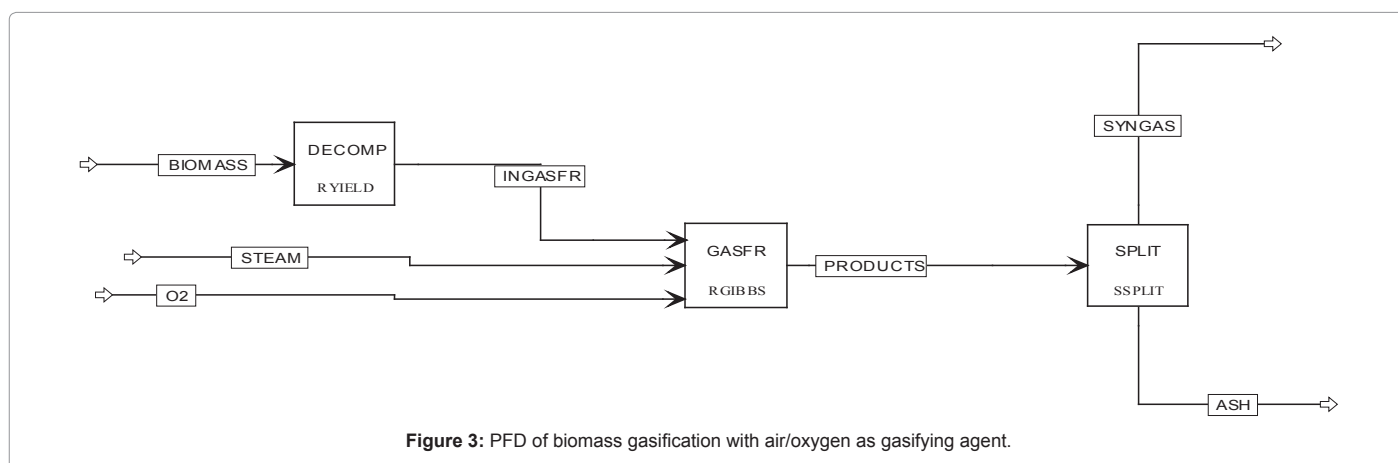 SYNGAS
DECOMP
RYIELD
BIOMASS
INGASFR
STEAM
O2
GASFR
RGIBBS
PRODUCTS
SPLIT
SSPLIT
ASH
Figure 3: PFD of biomass gasification with air/oxygen as gasifying agent.